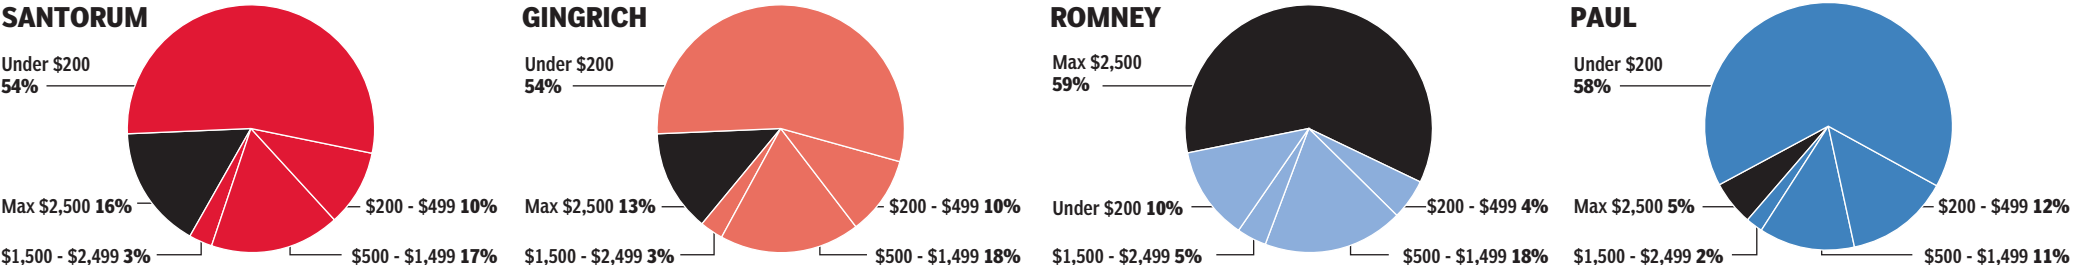 SANTORUM
Under $200
54%
Max $2,500 16%
$1,500 - $2,499 3%
$200 - $499 10%
$500 - $1,499 17%
GINGRICH
Under $200
54%
Max $2,500 13%
$1,500 - $2,499 3%
$200 - $499 10%
$500 - $1,499 18%
ROMNEY
Max $2,500
59%
Under $200 10%
$1,500 - $2,499 5%
$200 - $499 4%
$500 - $1,499 18%
PAUL
Under $200
58%
Max $2,500 5%
$1,500 - $2,499 2%
$200 - $499 12%
$500 - $1,499 11%